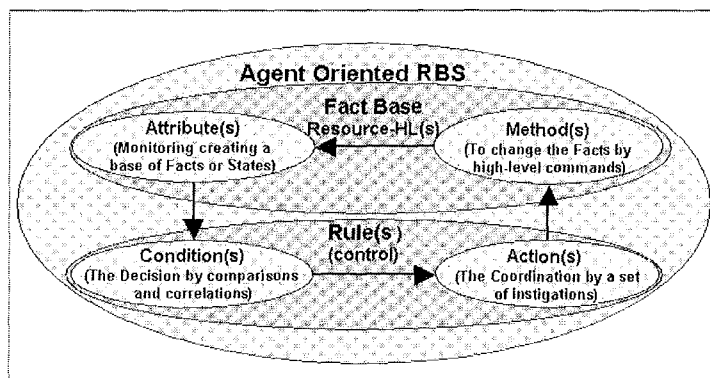 Agent Oriented RBS
Fact Base
Resource-HL(s)
Attribute(s)
(Monitoring creating a
base of Facts or States)
Method(s)
(To change the Facts by
high-level commands)
Rule(s)
(control)
Condition(s)
(The Decision by comparisons
and correlations)
Action(s)
(The Coordination by a set
of instigations)